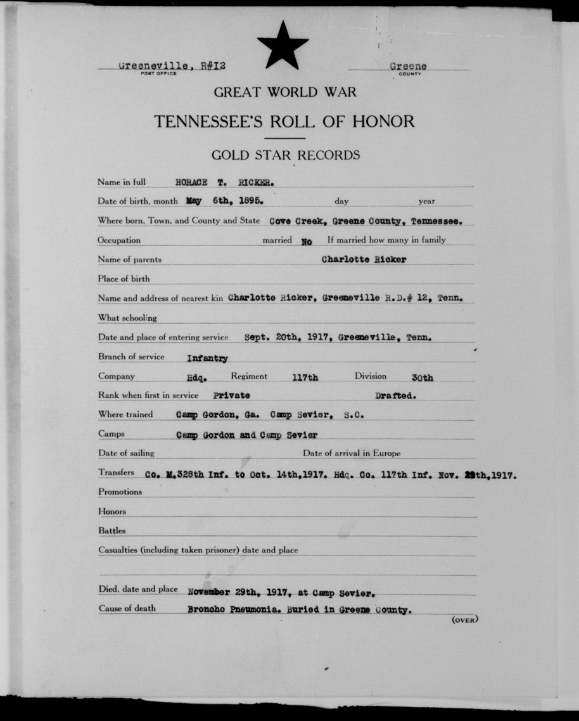 Greeneville, R#12 Greene
POST OFFICE COUNTY
GREAT WORLD WAR
TENNESSEE'S ROLL OF HONOR
GOLD STAR RECORDS
Name in full HORACE T. RICKER.
Date of birth, month May 6th, 1895. day year
Where born, Town, and County and State Cove Creek, Greene County, Tennessee.
Occupation married No If married how many in family
Name of parents Charlotte Ricker
Place of birth
Name and address of nearest kin Charlotte Ricker, Greeneville R.D.# 12, Tenn.
What schooling
Date and place of entering service Sept. 20th, 1917, Greeneville, Tenn.
Branch of service Infantry
Company Hdq. Regiment 117th Division 30th
Rank when first in service Private Drafted.
Where trained Camp Gordon, Ga. Camp Sevier, S.C.
Camps Camp Gordon and Camp Sevier
Date of sailing Date of arrival in Europe
Transfers Co. M,328th Inf. to Oct. 14th,1917. Hdq. Co. 117th Inf. Nov. 29th,1917.
Promotions
Honors
Battles
Casualties (including taken prisoner) date and place
Died, date and place November 29th, 1917, at Camp Sevier.
Cause of death Broncho Pneumonia. Buried in Greene County.
(OVER)